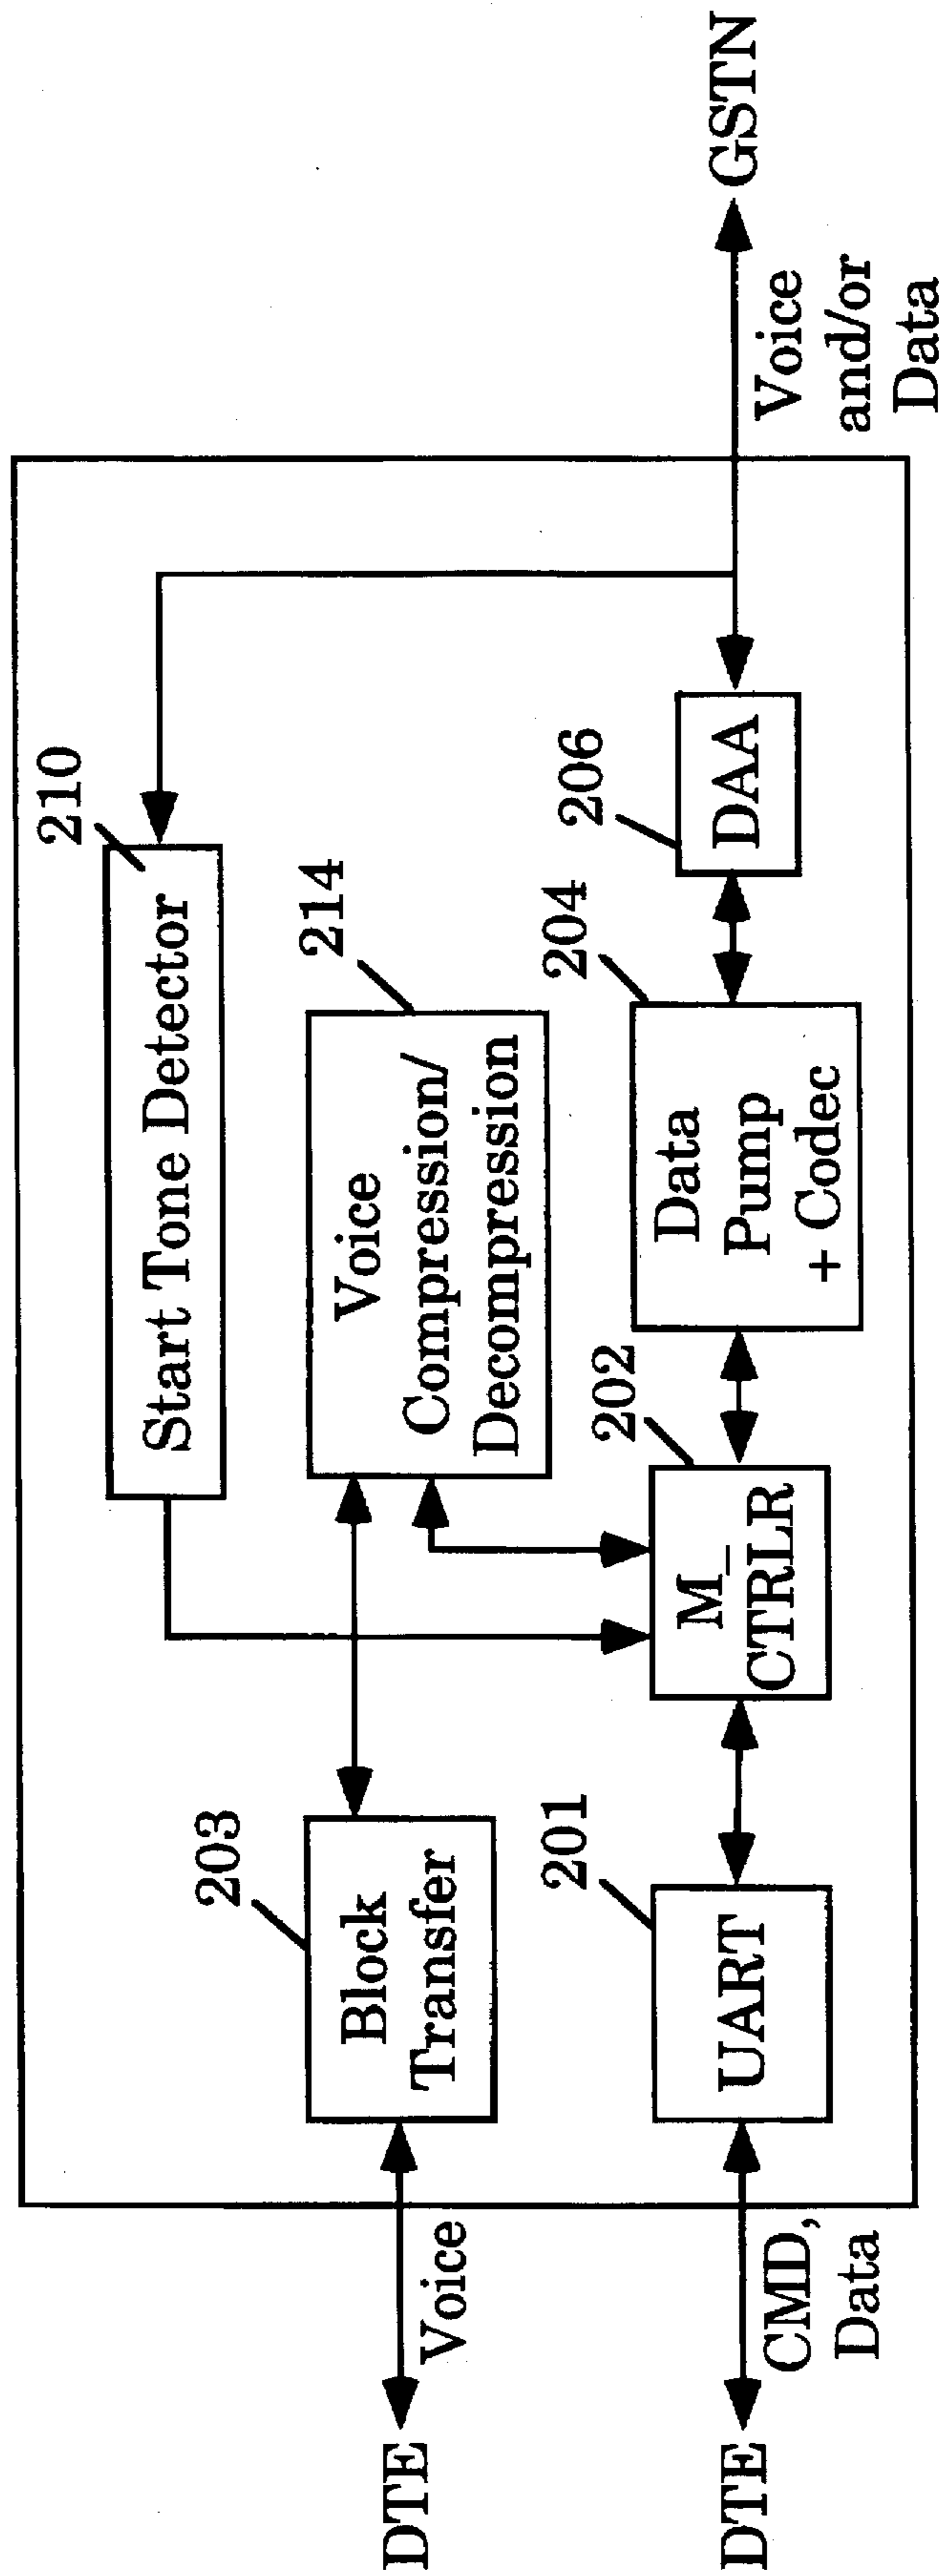 210
Start Tone Detector
214
Voice
Compression/
Decompression
203
Block
Transfer
DTE
Voice
201
UART
202
M_
CTRLR
204
Data
Pump
+ Codec
206
DAA
DTE
CMD,
Data
GSTN
Voice
and/or
Data